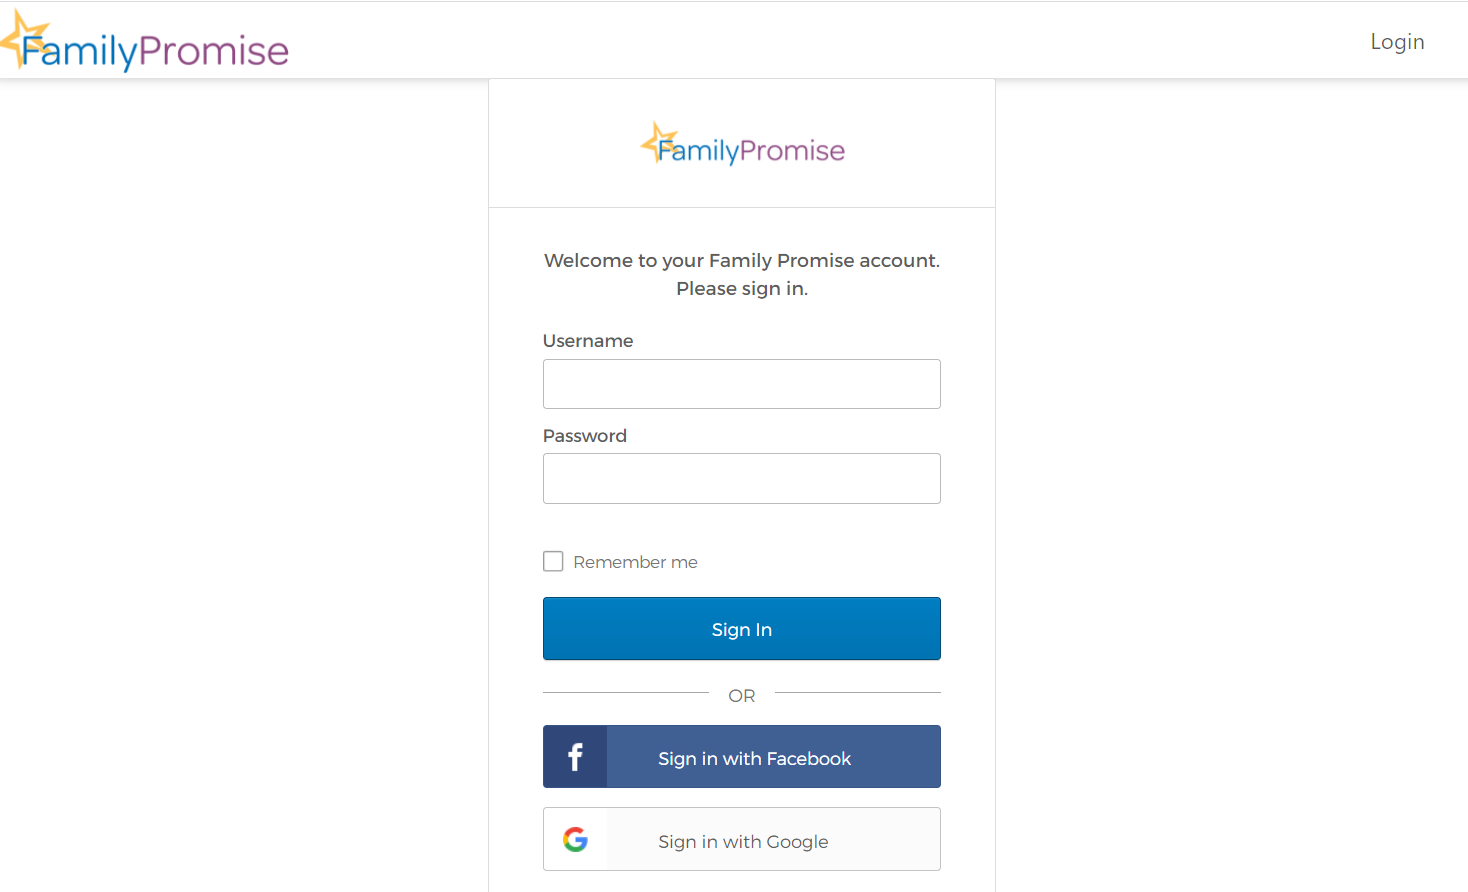 FamilyPromise
Login
FamilyPromise
Welcome to your Family Promise account.
Please sign in.
Username
Password
Remember me
Sign In
OR
f
Sign in with Facebook
G
Sign in with Google